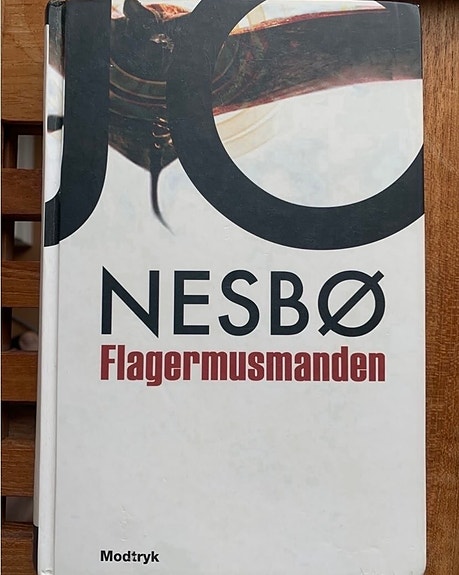 JO
NESBØ
Flagermusmanden
Modtryk